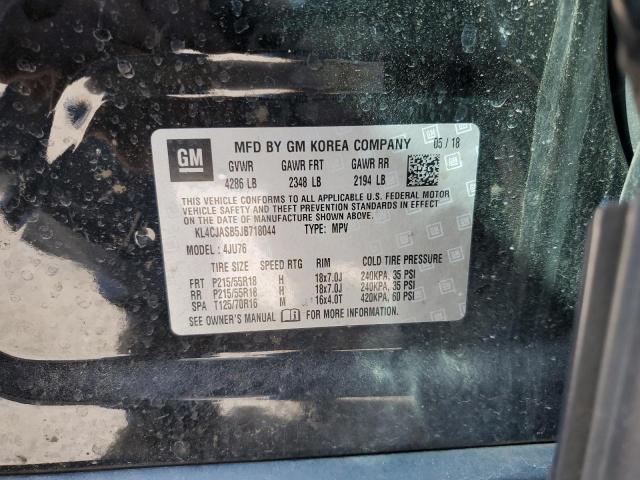 GM MFD BY GM KOREA COMPANY 05/18
GVWR GAWR FRT GAWR RR
4286 LB 2348 LB 2194 LB
THIS VEHICLE CONFORMS TO ALL APPLICABLE U.S. FEDERAL MOTOR
VEHICLE SAFETY AND THEFT PREVENTION STANDARDS IN EFFECT
ON THE DATE OF MANUFACTURE SHOWN ABOVE.
KL4CJASB5JB718044 TYPE: MPV
MODEL: 4JU76
TIRE SIZE SPEED RTG RIM COLD TIRE PRESSURE
FRT P215/55R18 H 18x7.0J 240KPA, 35 PSI
RR P215/55R18 H 18x7.0J 240KPA, 35 PSI
SPA T125/70R16 M 16x4.0T 420KPA, 60 PSI
SEE OWNER'S MANUAL FOR MORE INFORMATION.